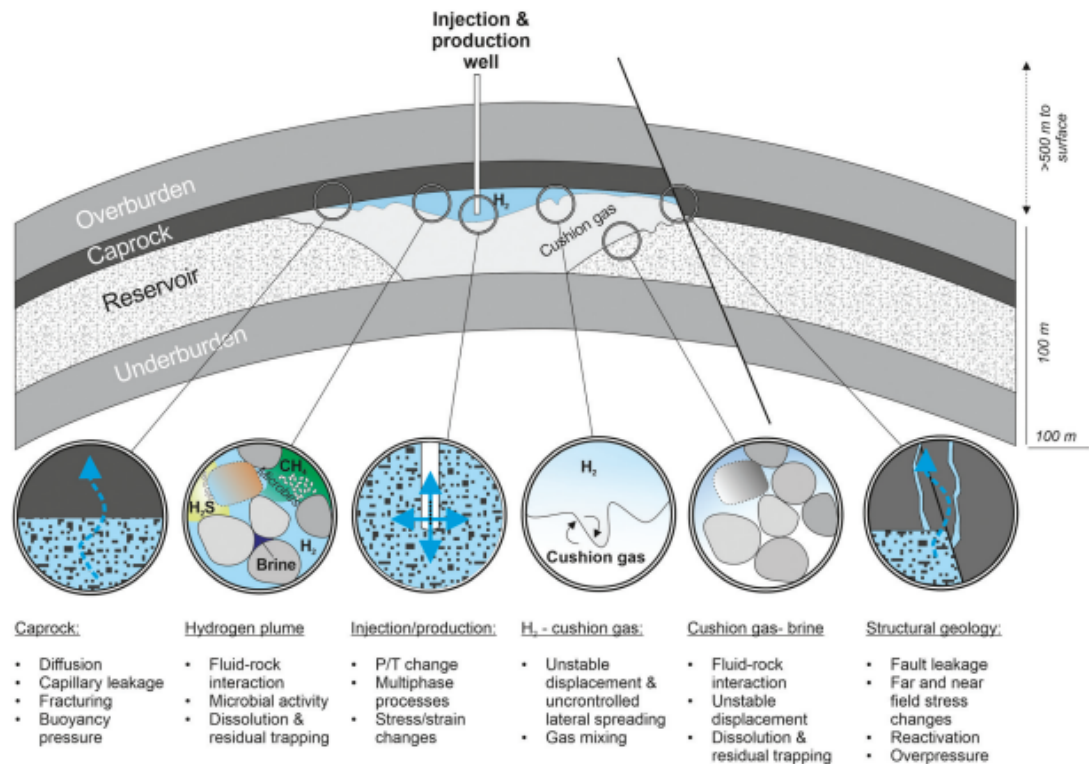 Injection &
production
well
>500 m to
surface
Overburden
Caprock
Reservoir
Underburden
H₂
Cushion gas
100 m
100 m
CH₄
Microbes
H₂S
H₂
Brine
H₂
Cushion gas
Caprock:
• Diffusion
• Capillary leakage
• Fracturing
• Buoyancy
pressure
Hydrogen plume
• Fluid-rock
interaction
• Microbial activity
• Dissolution &
residual trapping
Injection/production:
• P/T change
• Multiphase
processes
• Stress/strain
changes
H₂ - cushion gas:
• Unstable
displacement &
uncontrolled
lateral spreading
• Gas mixing
Cushion gas- brine
• Fluid-rock
interaction
• Unstable
displacement
• Dissolution &
residual trapping
Structural geology:
• Fault leakage
• Far and near
field stress
changes
• Reactivation
• Overpressure